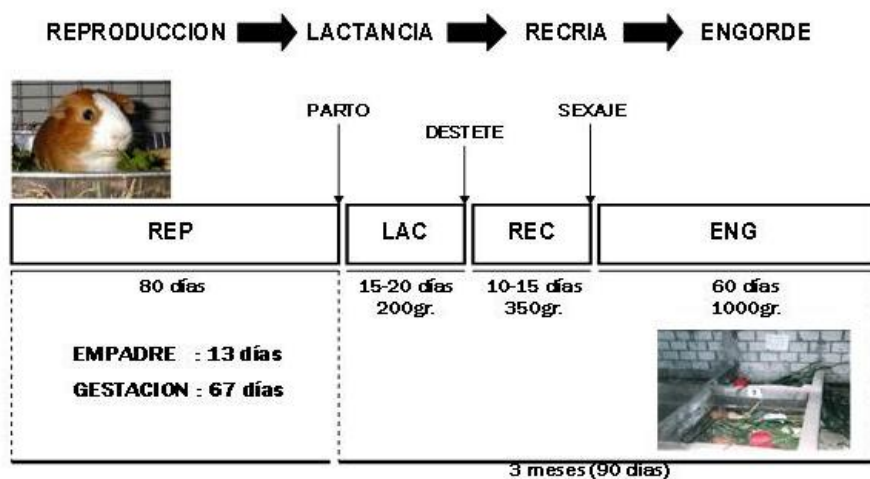 REPRODUCCION LACTANCIA RECRIA ENGORDE
PARTO
DESTETE
SEXAJE
REP LAC REC ENG
80 días 15-20 días 10-15 días 60 días
200gr. 350gr. 1000gr.
EMPADRE : 13 días
GESTACION : 67 días
3 meses (90 dias)